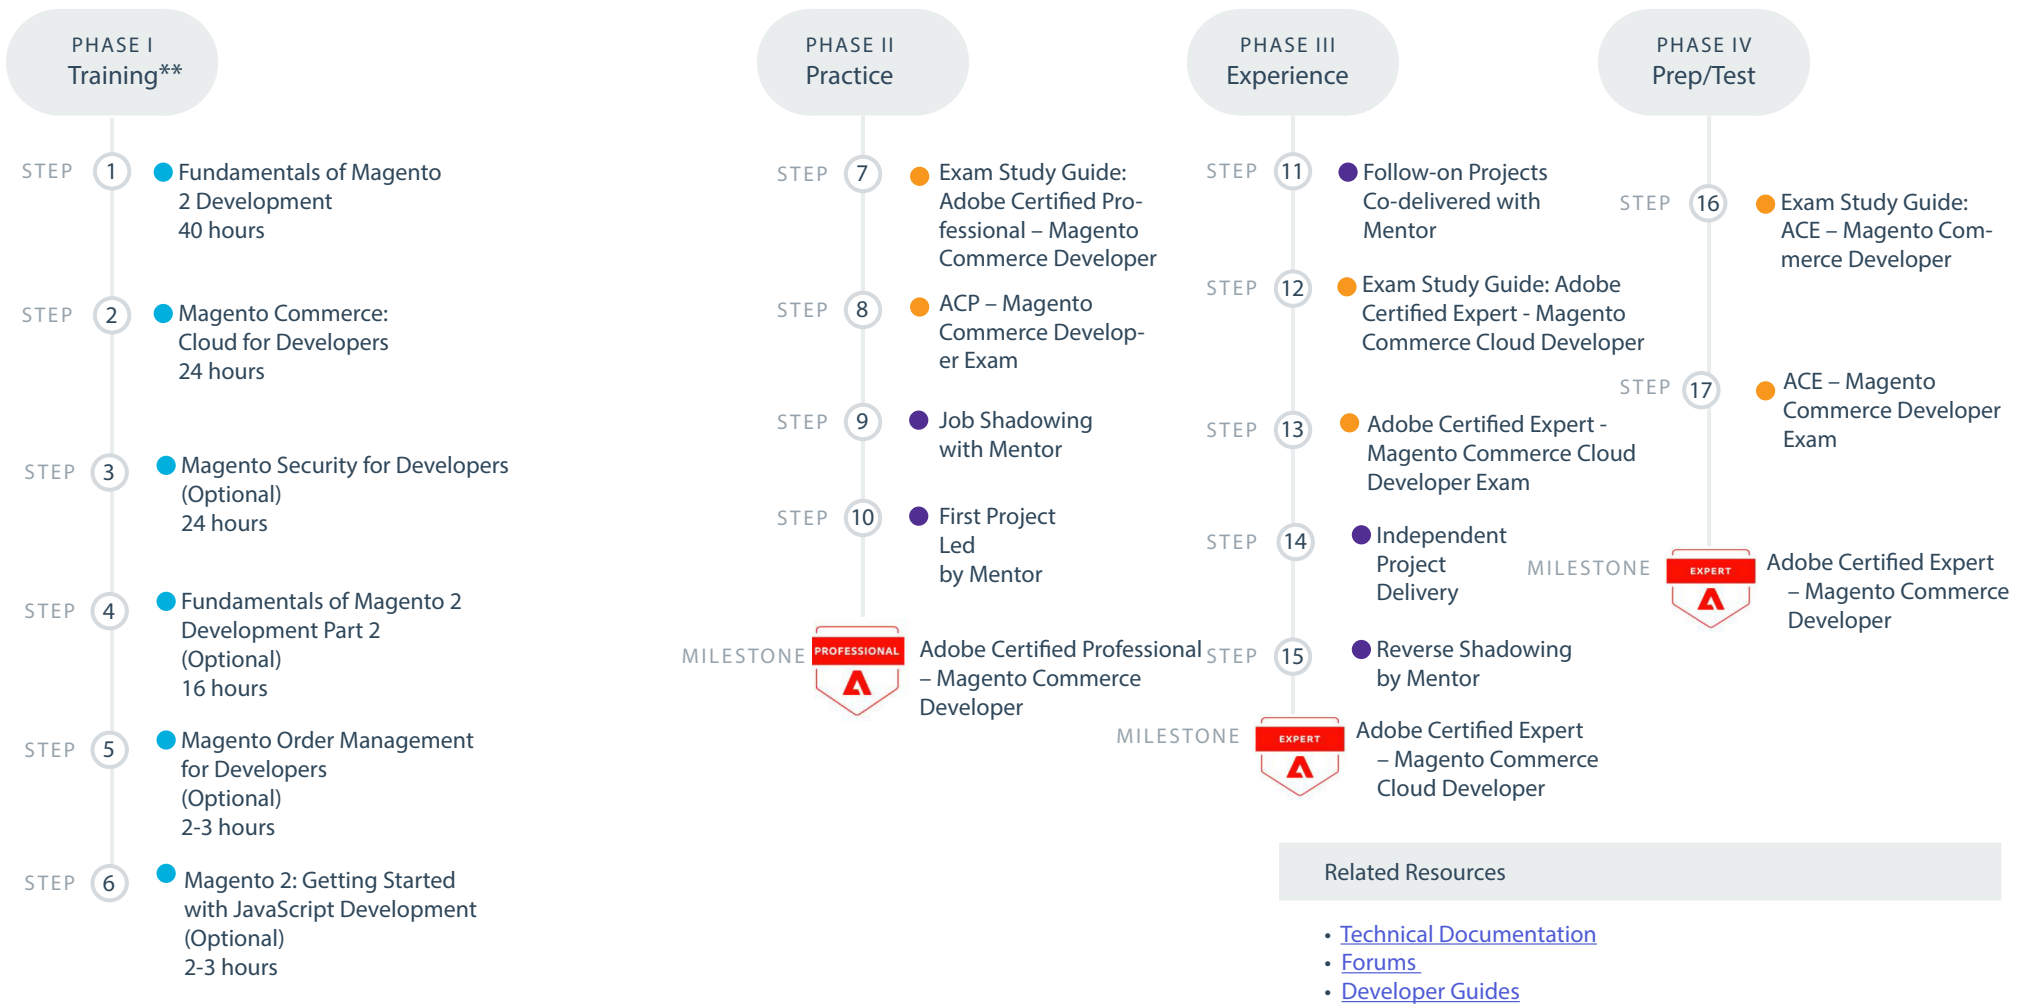 PHASE I
Training**
STEP 1
Fundamentals of Magento
2 Development
40 hours
STEP 2
Magento Commerce:
Cloud for Developers
24 hours
STEP 3
Magento Security for Developers
(Optional)
24 hours
STEP 4
Fundamentals of Magento 2
Development Part 2
(Optional)
16 hours
STEP 5
Magento Order Management
for Developers
(Optional)
2-3 hours
STEP 6
Magento 2: Getting Started
with JavaScript Development
(Optional)
2-3 hours
PHASE II
Practice
STEP 7
Exam Study Guide:
Adobe Certified Pro-
fessional – Magento
Commerce Developer
STEP 8
ACP – Magento
Commerce Develop-
er Exam
STEP 9
Job Shadowing
with Mentor
STEP 10
First Project
Led
by Mentor
MILESTONE
PROFESSIONAL
Adobe Certified Professional
– Magento Commerce
Developer
PHASE III
Experience
STEP 11
Follow-on Projects
Co-delivered with
Mentor
STEP 12
Exam Study Guide: Adobe
Certified Expert - Magento
Commerce Cloud Developer
STEP 13
Adobe Certified Expert -
Magento Commerce Cloud
Developer Exam
STEP 14
Independent
Project
Delivery
STEP 15
Reverse Shadowing
by Mentor
MILESTONE
EXPERT
Adobe Certified Expert
– Magento Commerce
Cloud Developer
PHASE IV
Prep/Test
STEP 16
Exam Study Guide:
ACE – Magento Com-
merce Developer
STEP 17
ACE – Magento
Commerce Developer
Exam
MILESTONE
EXPERT
Adobe Certified Expert
– Magento Commerce
Developer
Related Resources
• Technical Documentation
• Forums
• Developer Guides